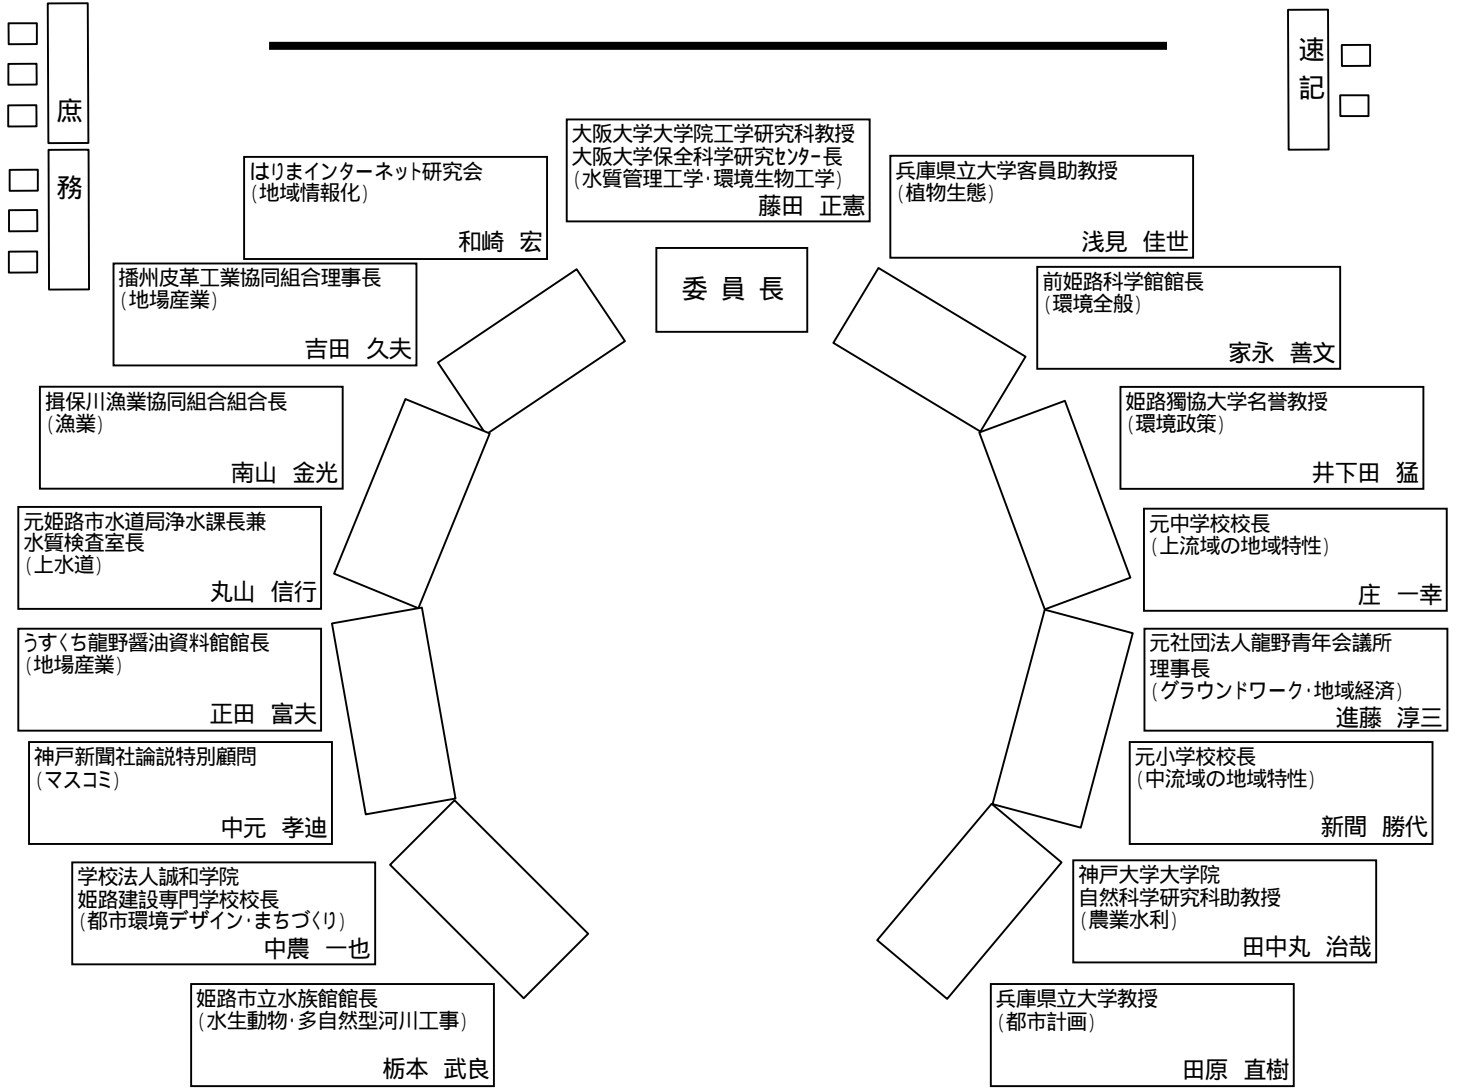 庶
務
速
記
大阪大学大学院工学研究科教授
大阪大学保全科学研究ｾﾝﾀｰ長
(水質管理工学･環境生物工学)
藤田 正憲
委員長
はりまインターネット研究会
(地域情報化)
和崎 宏
播州皮革工業協同組合理事長
(地場産業)
吉田 久夫
揖保川漁業協同組合組合長
(漁業)
南山 金光
元姫路市水道局浄水課長兼
水質検査室長
(上水道)
丸山 信行
うすくち龍野醤油資料館館長
(地場産業)
正田 富夫
神戸新聞社論説特別顧問
(マスコミ)
中元 孝迪
学校法人誠和学院
姫路建設専門学校校長
(都市環境デザイン･まちづくり)
中農 一也
姫路市立水族館館長
(水生動物･多自然型河川工事)
栃本 武良
兵庫県立大学客員助教授
(植物生態)
浅見 佳世
前姫路科学館館長
(環境全般)
家永 善文
姫路獨協大学名誉教授
(環境政策)
井下田 猛
元中学校校長
(上流域の地域特性)
庄 一幸
元社団法人龍野青年会議所
理事長
(グラウンドワーク･地域経済)
進藤 淳三
元小学校校長
(中流域の地域特性)
新間 勝代
神戸大学大学院
自然科学研究科助教授
(農業水利)
田中丸 治哉
兵庫県立大学教授
(都市計画)
田原 直樹